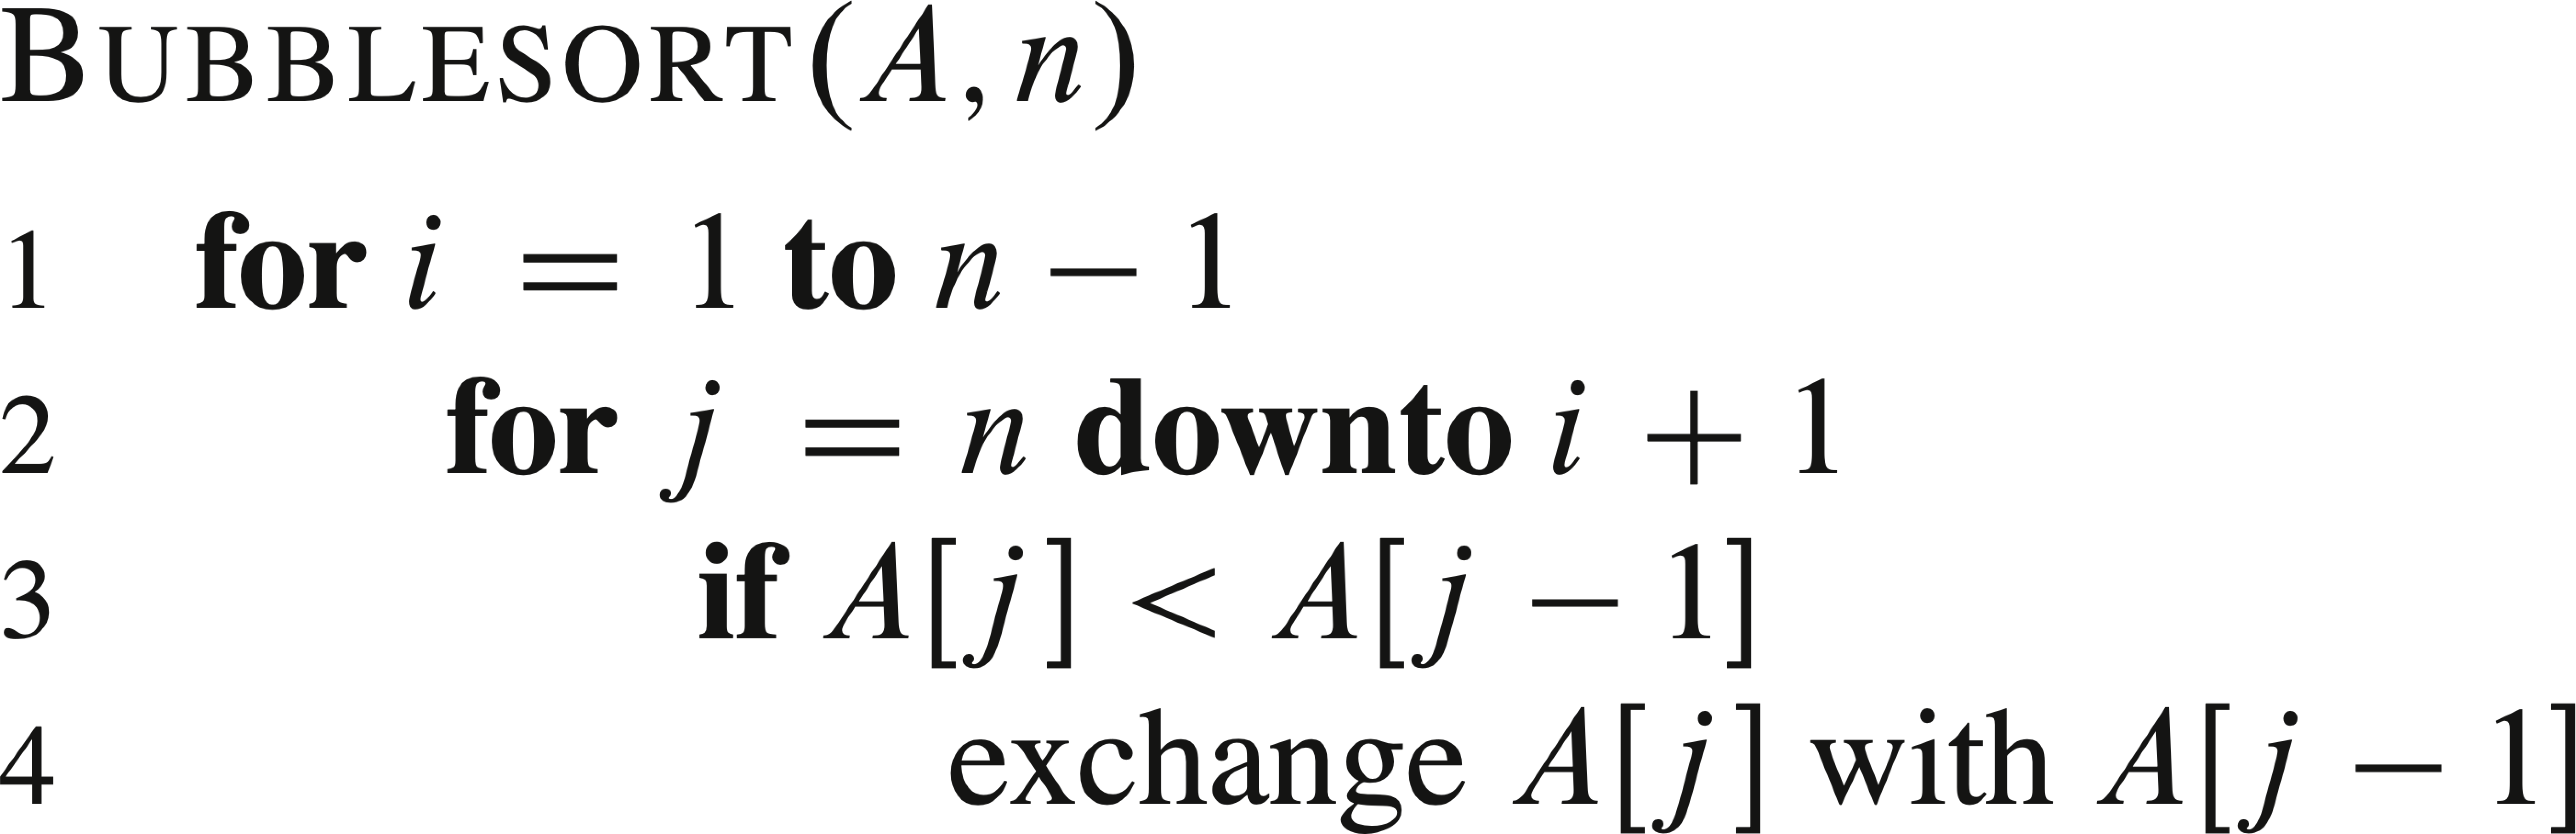 BUBBLESORT(A, n)
1 for i = 1 to n − 1
2 for j = n downto i + 1
3 if A[j] < A[j − 1]
4 exchange A[j] with A[j − 1]